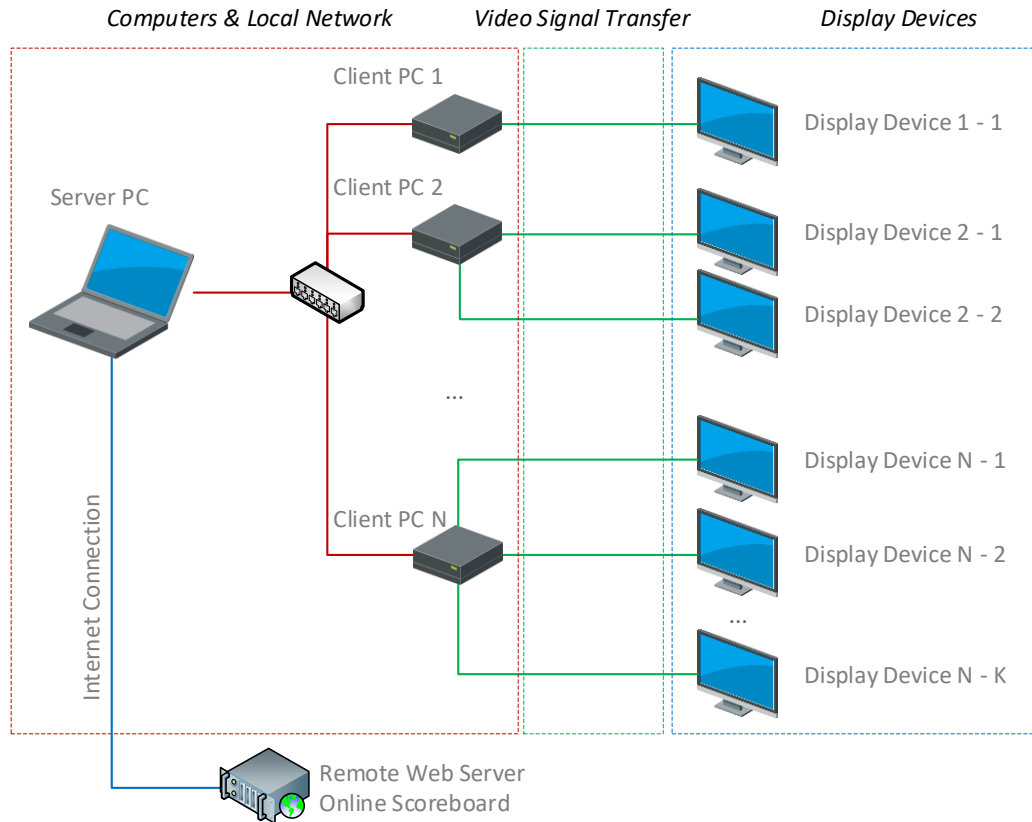 Computers & Local Network
Video Signal Transfer
Display Devices
Client PC 1
Display Device 1 - 1
Server PC
Client PC 2
Display Device 2 - 1
Display Device 2 - 2
...
Display Device N - 1
Client PC N
Display Device N - 2
...
Display Device N - K
Internet Connection
Remote Web Server
Online Scoreboard